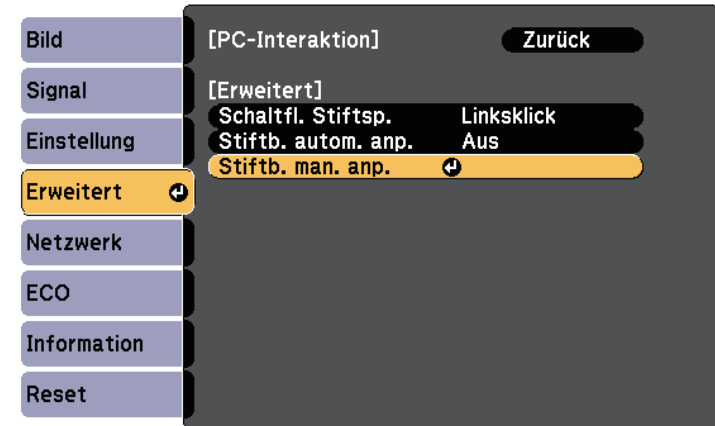 Bild
Signal
Einstellung
Erweitert
Netzwerk
ECO
Information
Reset
[PC-Interaktion] Zurück
[Erweitert]
Schaltfl. Stiftsp. Linksklick
Stiftb. autom. anp. Aus
Stiftb. man. anp.